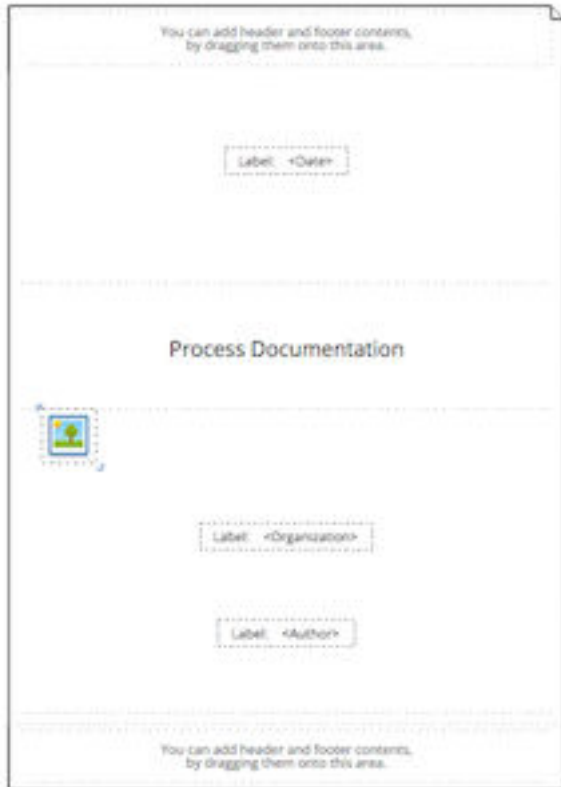 You can add header and footer contents,
by dragging them onto this area.
Label: <Date>
Process Documentation
Label: <Organization>
Label: <Author>
You can add header and footer contents,
by dragging them onto this area.